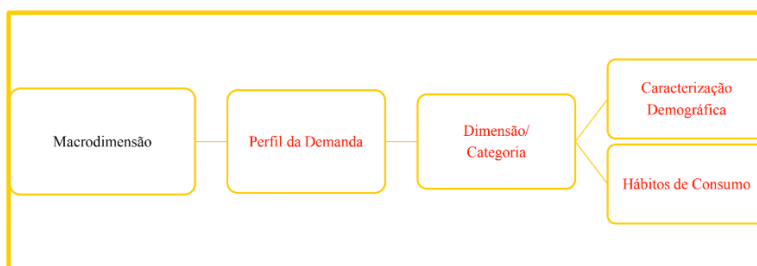 Macrodimensão
Perfil da Demanda
Dimensão/
Categoria
Caracterização
Demográfica
Hábitos de Consumo